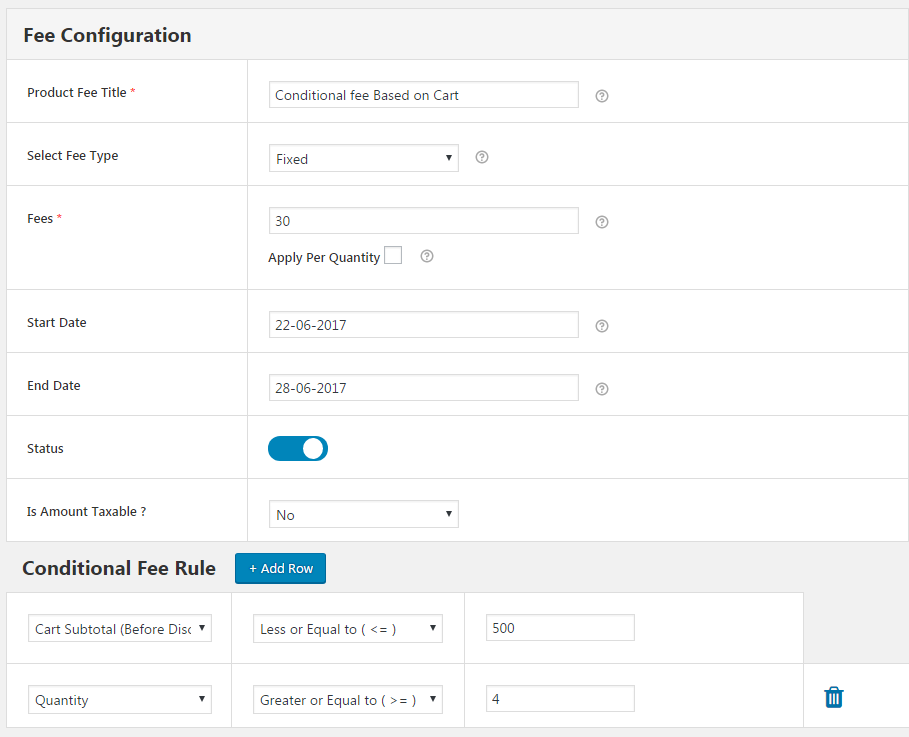 Fee Configuration
Product Fee Title *
Conditional fee Based on Cart
?
Select Fee Type
Fixed
?
Fees *
30
?
Apply Per Quantity
?
Start Date
22-06-2017
?
End Date
28-06-2017
?
Status
Is Amount Taxable ?
No
Conditional Fee Rule
+ Add Row
Cart Subtotal (Before Disc
Less or Equal to ( <= )
500
Quantity
Greater or Equal to ( >= )
4